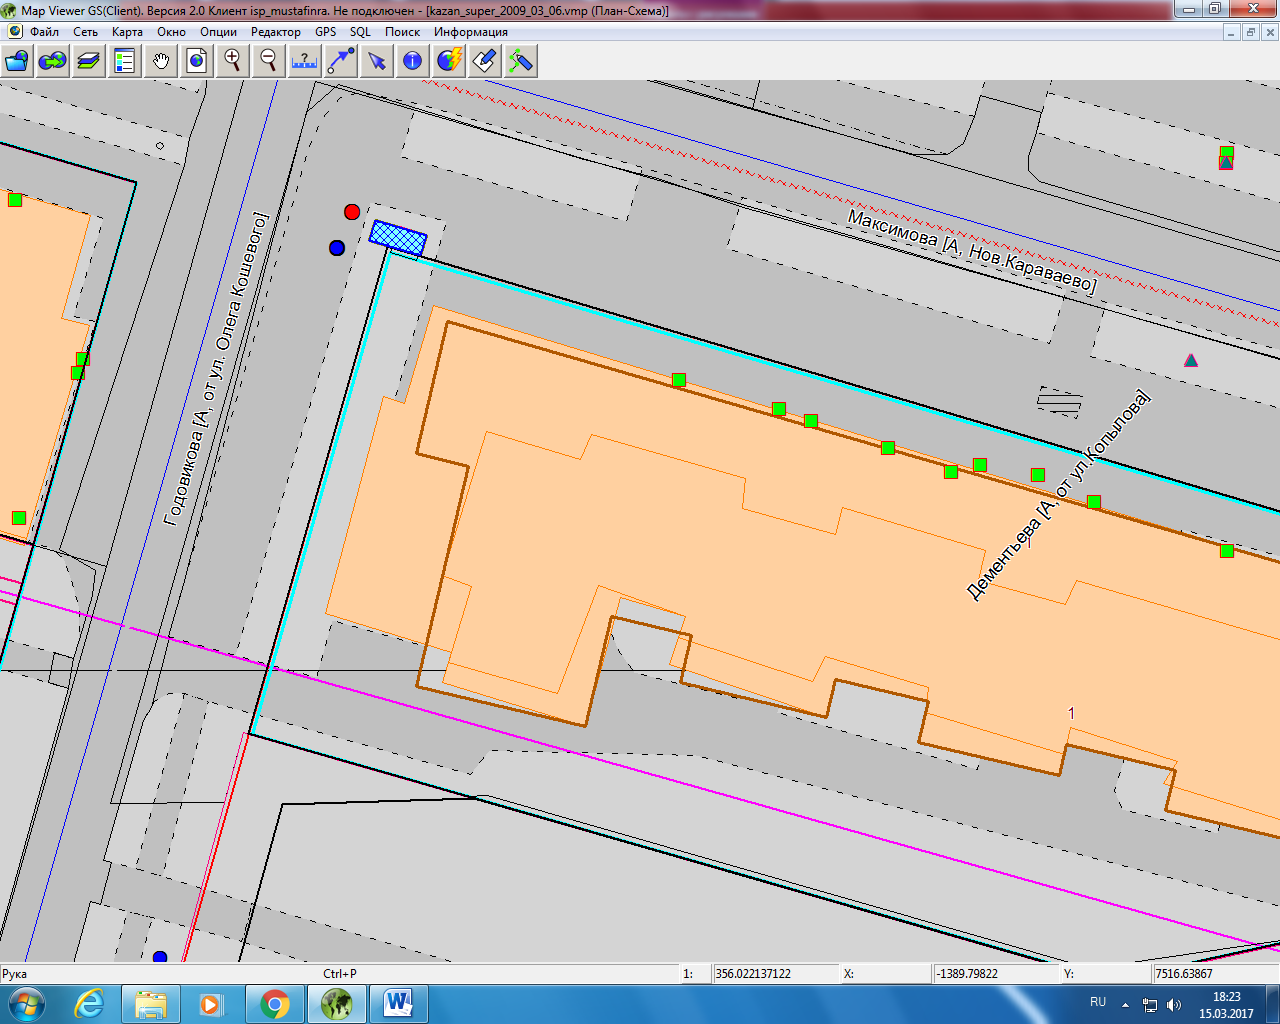 Map Viewer GS(Client). Версия 2.0 Клиент isp_mustafinra. Не подключен - [kazan_super_2009_03_06.vmp (План-Схема)]
Файл Сеть Карта Окно Опции Редактор GPS SQL Поиск Информация
Максимова [А, Нов.Караваево]
Годовикова [А, от ул. Олега Кошевого]
Дементьева [А, от ул.Копылова]
1
1
Рука Ctrl+P 1: 356.022137122 X: -1389.79822 Y: 7516.63867
RU 18:23
15.03.2017